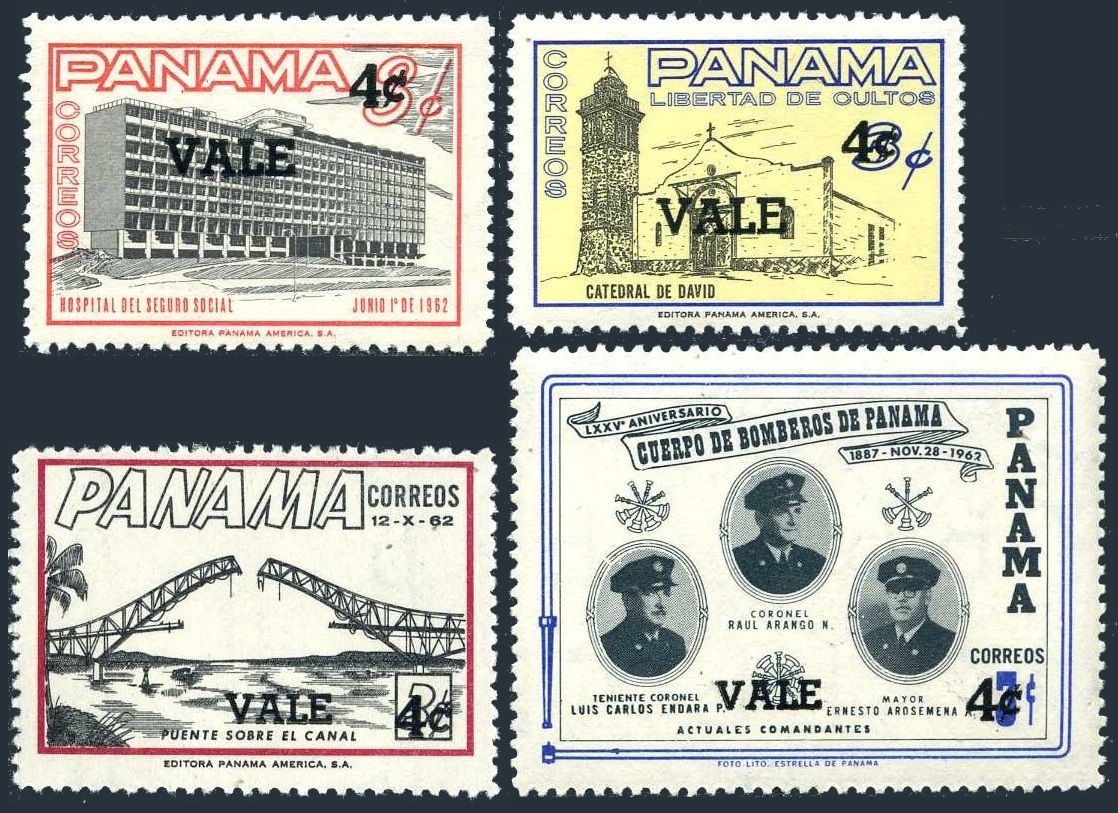 PANAMA 4¢ 3¢
CORREOS
VALE
HOSPITAL DEL SEGURO SOCIAL JUNIO 1º DE 1962
EDITORA PANAMA AMERICA, S.A.
CORREOS
PANAMA
LIBERTAD DE CULTOS
4¢ 3¢
VALE
CATEDRAL DE DAVID
EDITORA PANAMA AMERICA, S.A.
PANAMA CORREOS
12-X-62
VALE 4¢ 3¢
PUENTE SOBRE EL CANAL
EDITORA PANAMA AMERICA, S.A.
LXXVº ANIVERSARIO
CUERPO DE BOMBEROS DE PANAMA
1887-NOV.28-1962
PANAMA
CORONEL
RAUL ARANGO N.
CORREOS
TENIENTE CORONEL
LUIS CARLOS ENDARA P.
VALE
MAYOR
ERNESTO AROSEMENA A.
4¢
ACTUALES COMANDANTES
FOTO LITO. ESTRELLA DE PANAMA